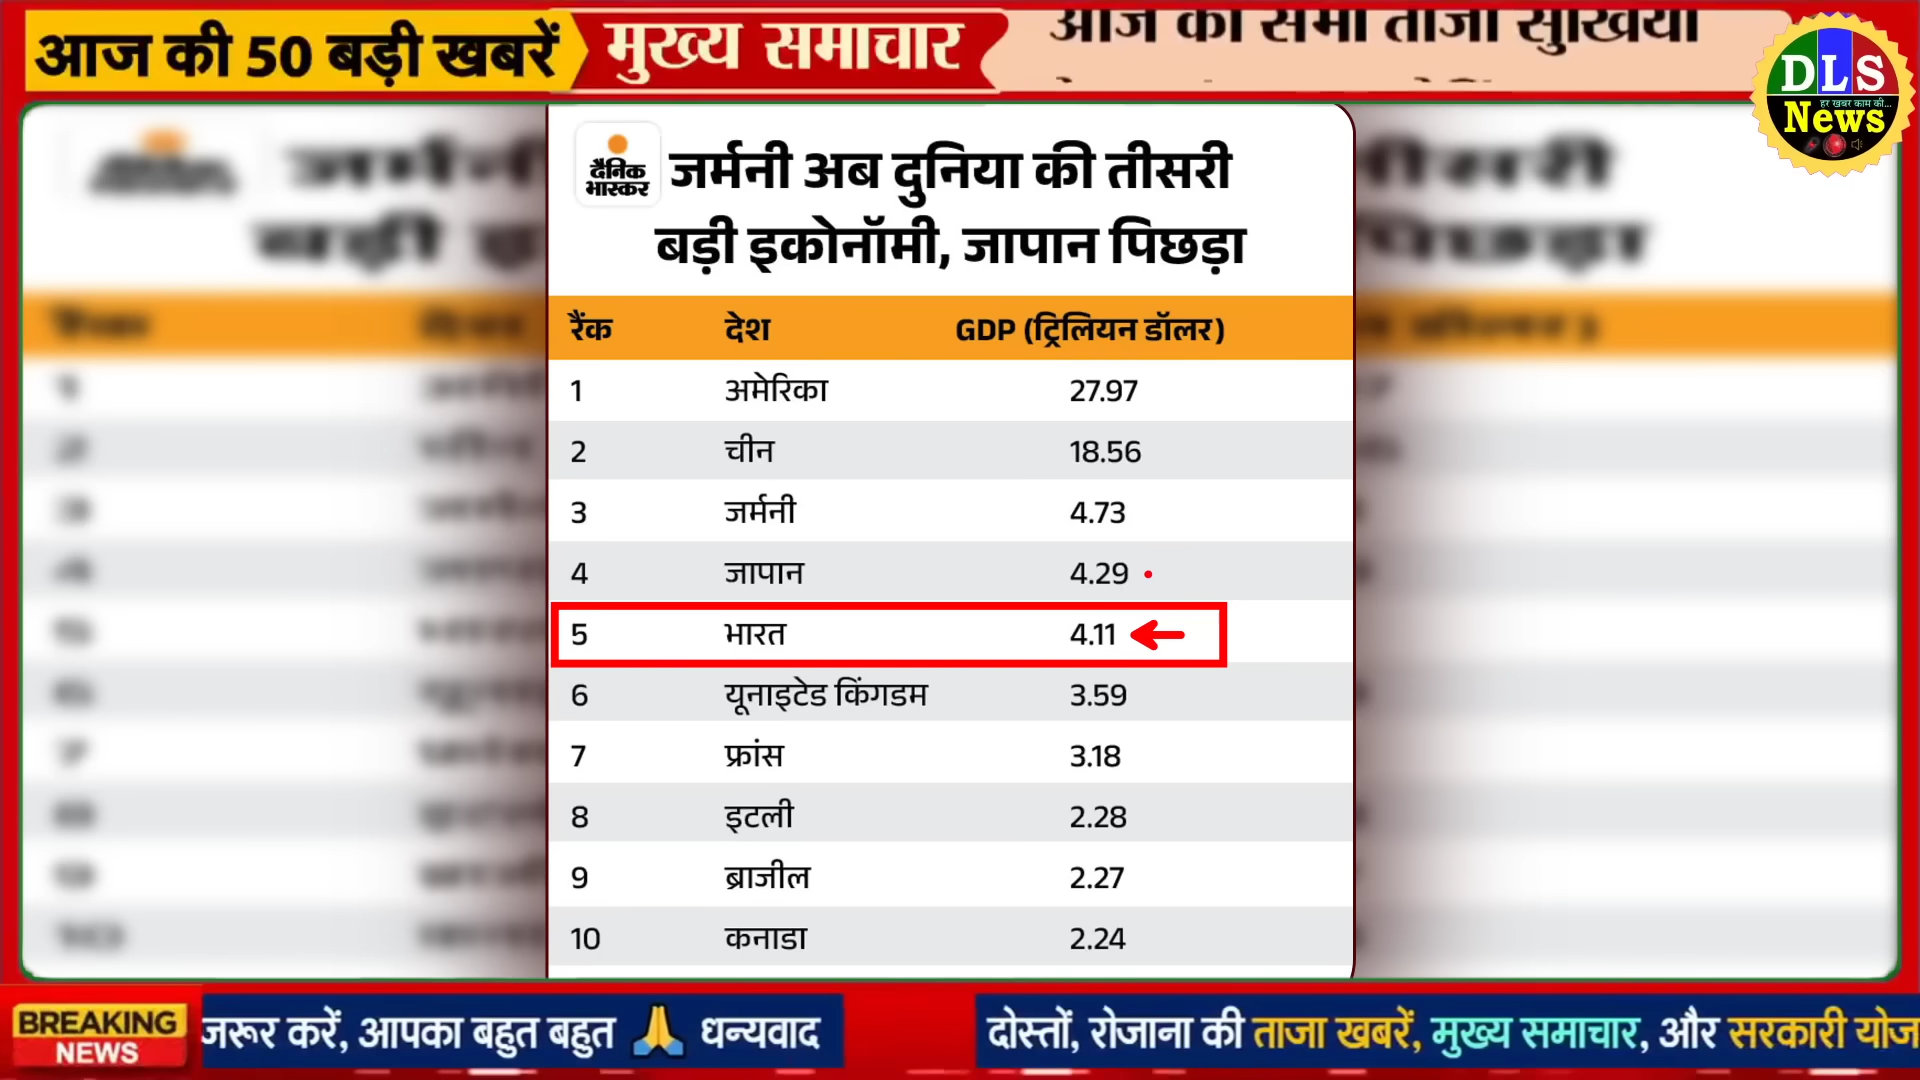 आज की 50 बड़ी खबरें
मुख्य समाचार
आज की सभी ताजा सुर्खियां
DLS
हर खबर काम की...
News
दैनिक
भास्कर
जर्मनी अब दुनिया की तीसरी
बड़ी इकोनॉमी, जापान पिछड़ा
रैंक देश GDP (ट्रिलियन डॉलर)
1 अमेरिका 27.97
2 चीन 18.56
3 जर्मनी 4.73
4 जापान 4.29
5 भारत 4.11
6 यूनाइटेड किंगडम 3.59
7 फ्रांस 3.18
8 इटली 2.28
9 ब्राजील 2.27
10 कनाडा 2.24
BREAKING
NEWS
जरूर करें, आपका बहुत बहुत 🙏 धन्यवाद
दोस्तों, रोजाना की ताजा खबरें, मुख्य समाचार, और सरकारी योज